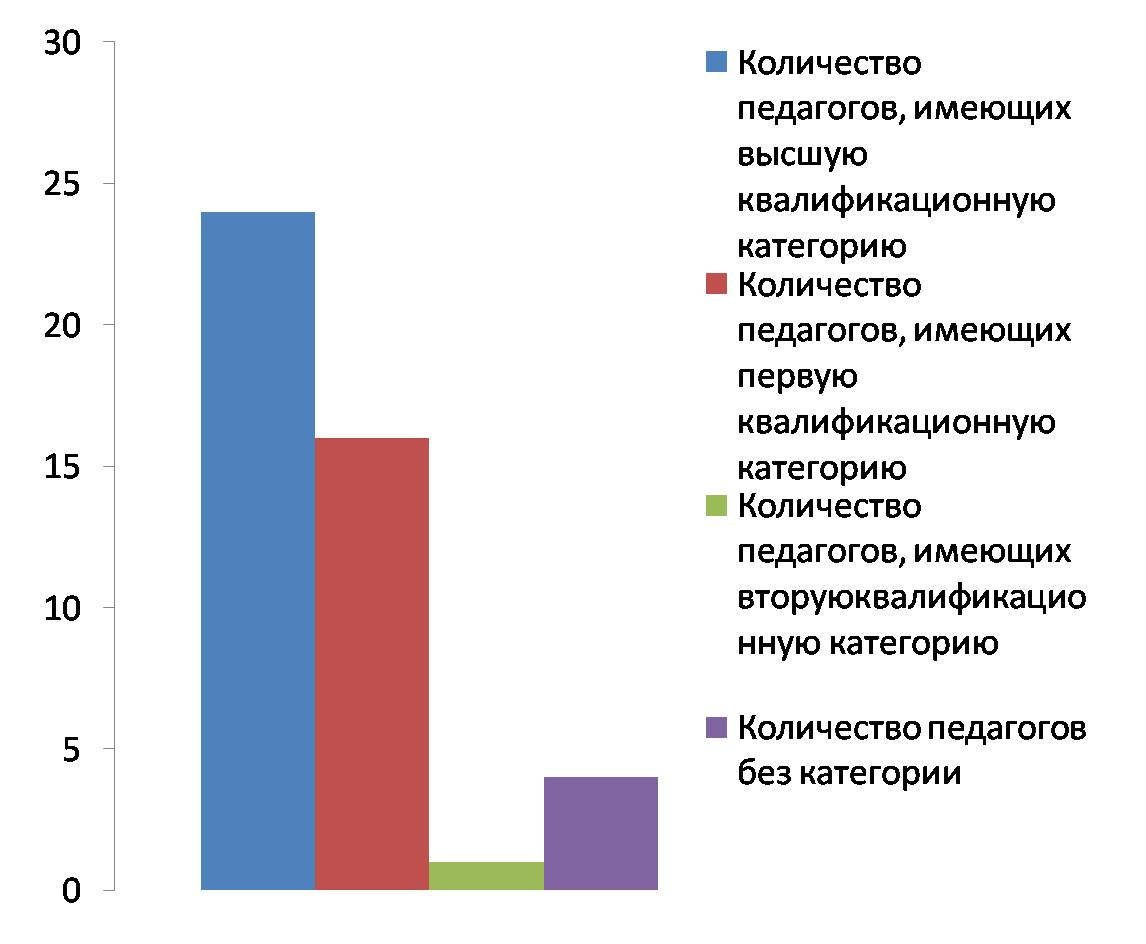 30
25
20
15
10
5
0
Количество
педагогов, имеющих
высшую
квалификационную
категорию
Количество
педагогов, имеющих
первую
квалификационную
категорию
Количество
педагогов, имеющих
вторуюквалификацио
нную категорию
Количество педагогов
без категории